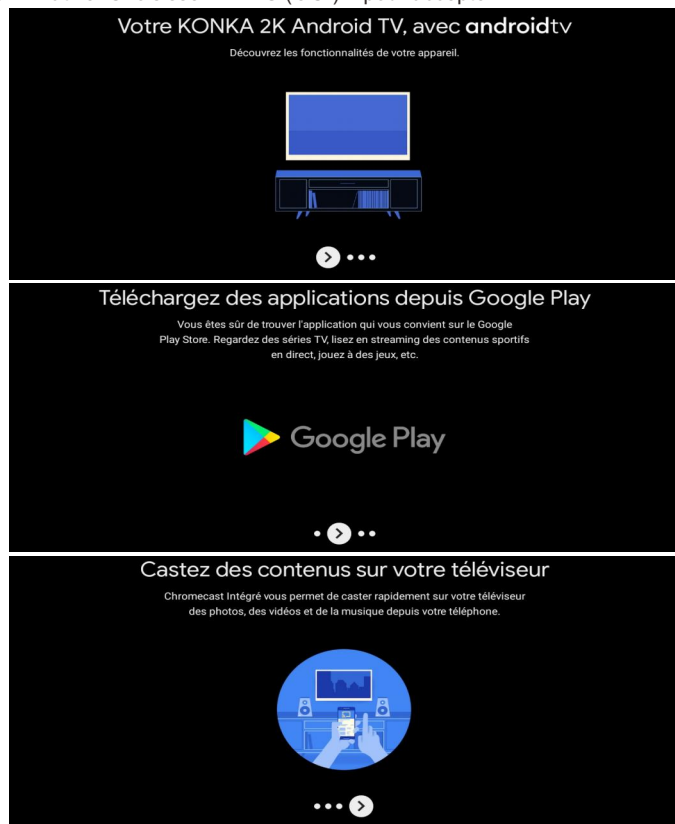 Votre KONKA 2K Android TV, avec androidtv
Découvrez les fonctionnalités de votre appareil.
Téléchargez des applications depuis Google Play
Vous êtes sûr de trouver l'application qui vous convient sur le Google
Play Store. Regardez des séries TV, lisez en streaming des contenus sportifs
en direct, jouez à des jeux, etc.
Google Play
Castez des contenus sur votre téléviseur
Chromecast Intégré vous permet de caster rapidement sur votre téléviseur
des photos, des vidéos et de la musique depuis votre téléphone.